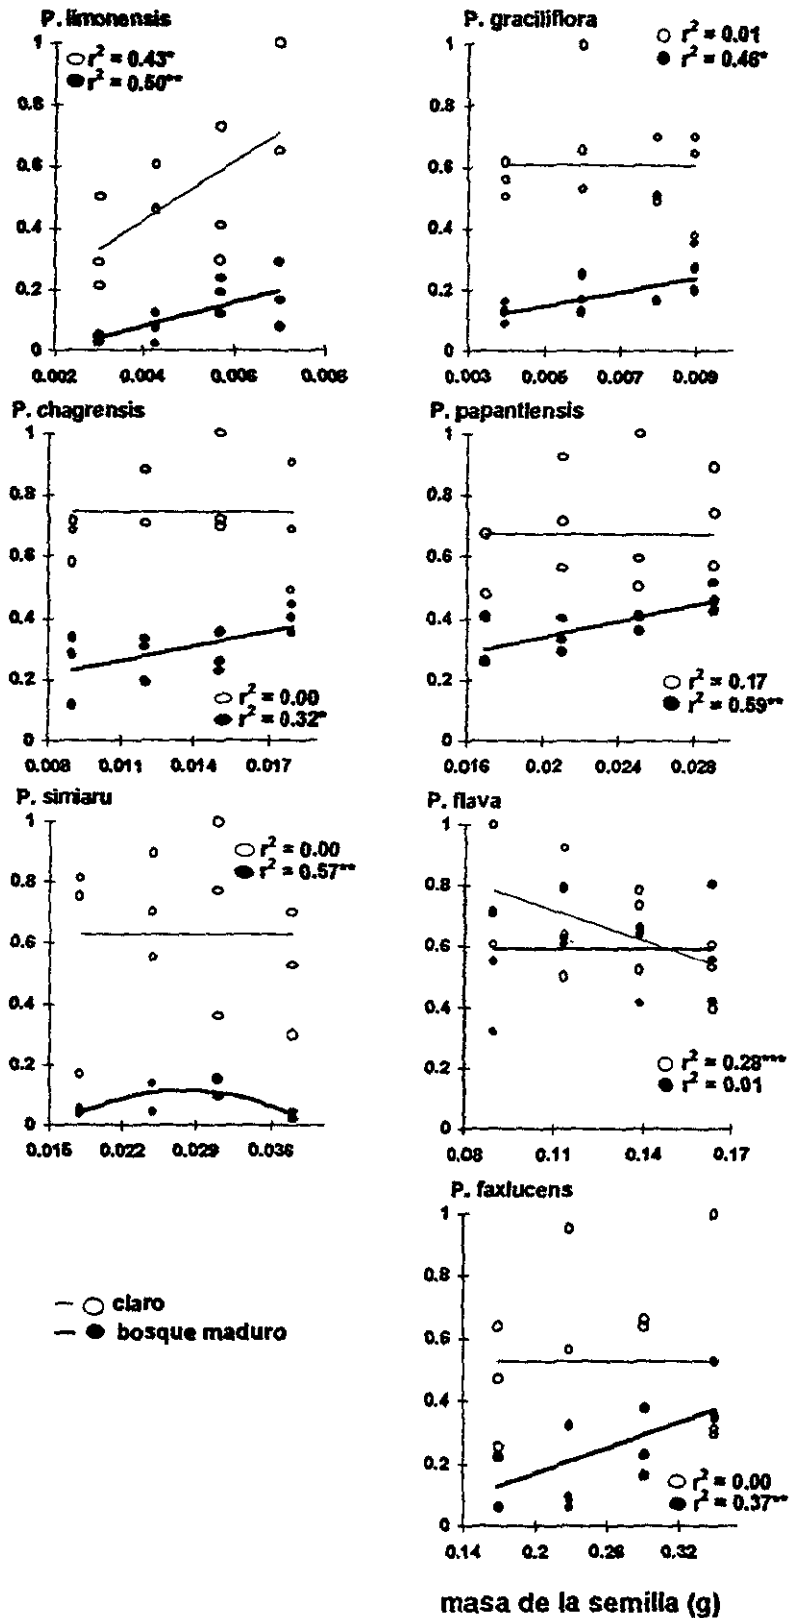 P. limonensis
r² = 0.43*
r² = 0.50**
1
0.8
0.6
0.4
0.2
0
0.002 0.004 0.006 0.008
P. graciliflora
r² = 0.01
r² = 0.46*
1
0.8
0.6
0.4
0.2
0
0.003 0.005 0.007 0.009
P. chagrensis
1
0.8
0.6
0.4
0.2
0
r² = 0.00
r² = 0.32*
0.008 0.011 0.014 0.017
P. papantlensis
1
0.8
0.6
0.4
0.2
0
r² = 0.17
r² = 0.59**
0.016 0.02 0.024 0.028
P. simiaru
r² = 0.00
r² = 0.57**
1
0.8
0.6
0.4
0.2
0
0.015 0.022 0.029 0.036
P. flava
1
0.8
0.6
0.4
0.2
0
r² = 0.28***
r² = 0.01
0.08 0.11 0.14 0.17
P. faxlucens
1
0.8
0.6
0.4
0.2
0
r² = 0.00
r² = 0.37**
0.14 0.2 0.26 0.32
claro
bosque maduro
masa de la semilla (g)